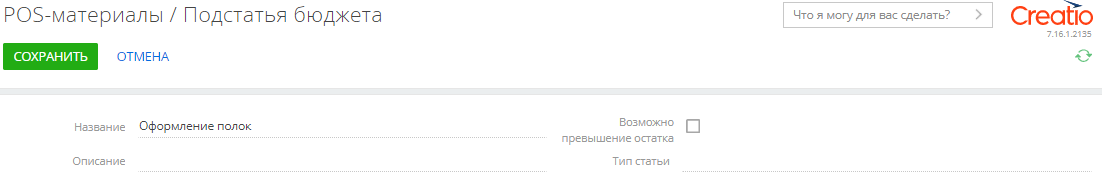 POS-материалы / Подстатья бюджета
Что я могу для вас сделать?
Creatio
7.16.1.2135
СОХРАНИТЬ
ОТМЕНА
Название
Оформление полок
Возможно
превышение остатка
Описание
Тип статьи